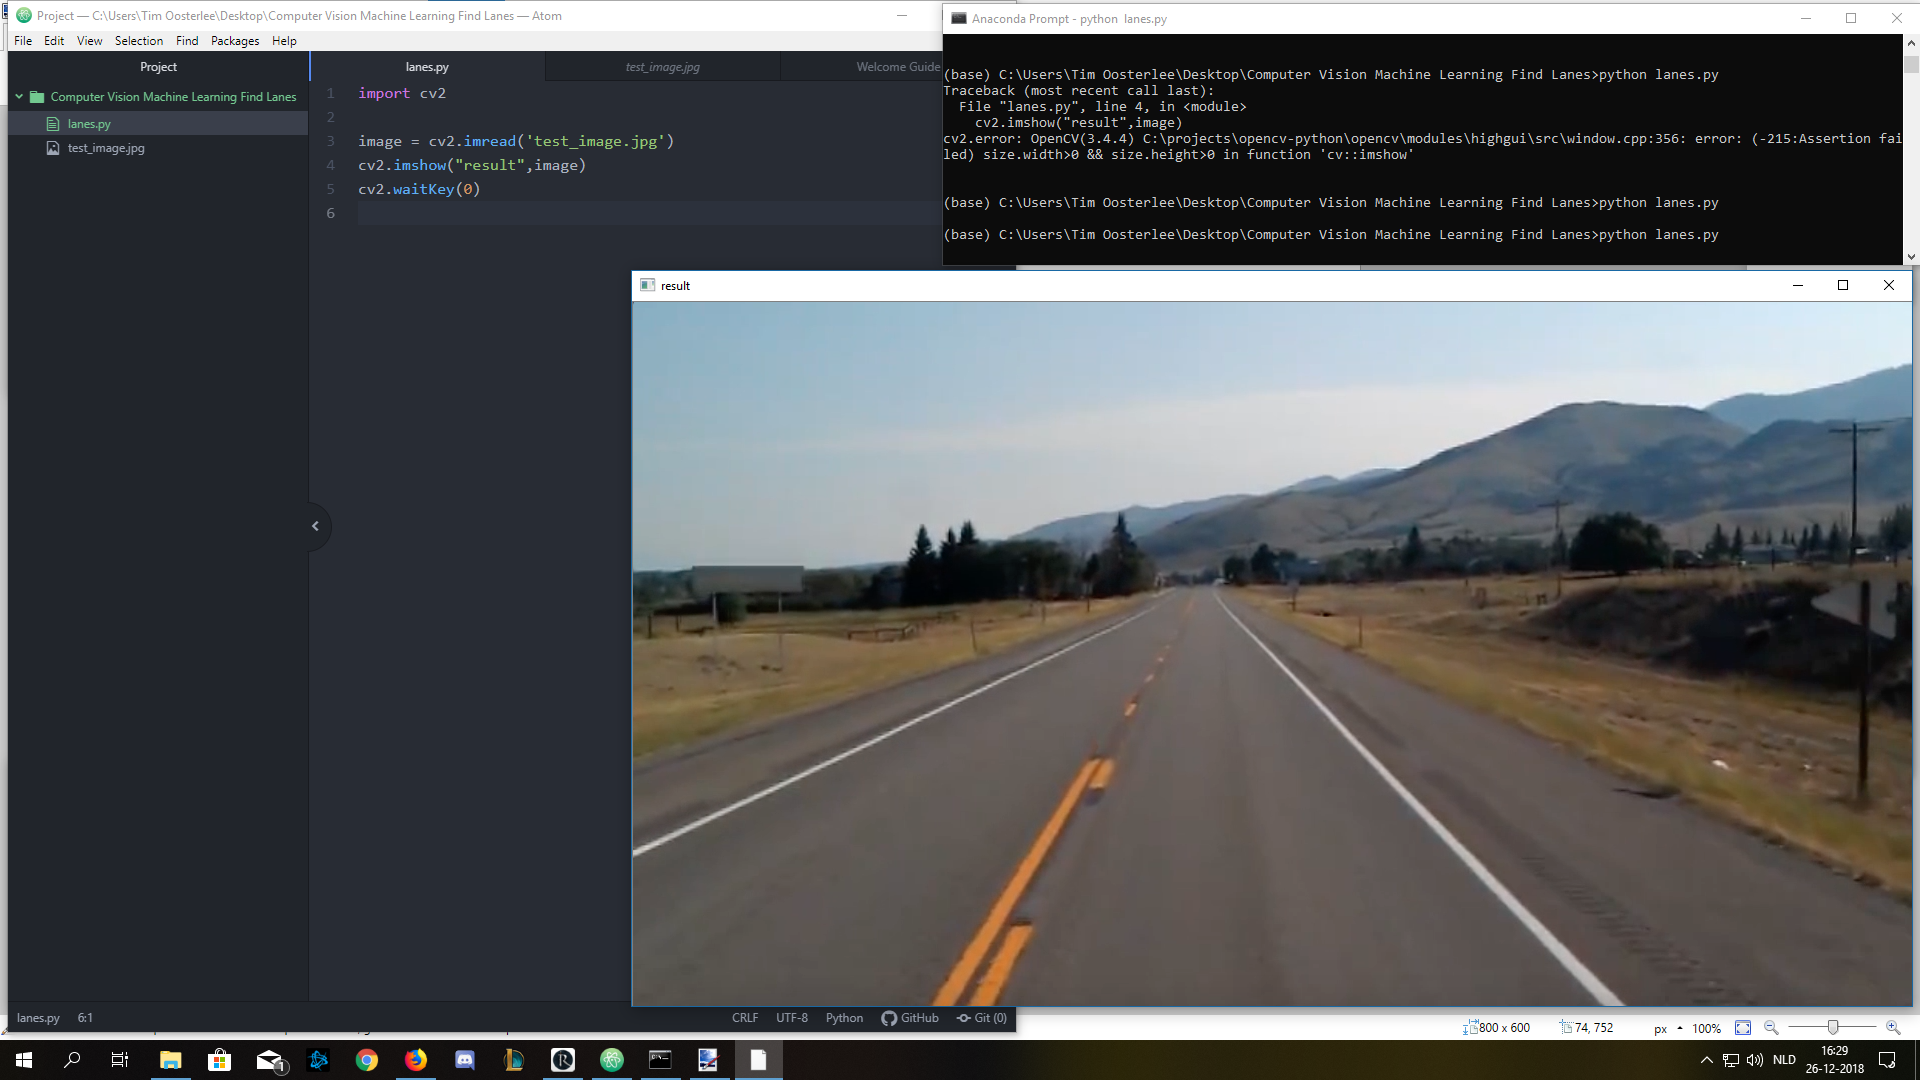 Project — C:\Users\Tim Oosterlee\Desktop\Computer Vision Machine Learning Find Lanes — Atom
File Edit View Selection Find Packages Help
Project
Computer Vision Machine Learning Find Lanes
lanes.py
test_image.jpg
lanes.py test_image.jpg Welcome Guide
1 import cv2
2
3 image = cv2.imread('test_image.jpg')
4 cv2.imshow("result",image)
5 cv2.waitKey(0)
6
Anaconda Prompt - python lanes.py
(base) C:\Users\Tim Oosterlee\Desktop\Computer Vision Machine Learning Find Lanes>python lanes.py
Traceback (most recent call last):
File "lanes.py", line 4, in <module>
cv2.imshow("result",image)
cv2.error: OpenCV(3.4.4) C:\projects\opencv-python\opencv\modules\highgui\src\window.cpp:356: error: (-215:Assertion fai
led) size.width>0 && size.height>0 in function 'cv::imshow'
(base) C:\Users\Tim Oosterlee\Desktop\Computer Vision Machine Learning Find Lanes>python lanes.py
(base) C:\Users\Tim Oosterlee\Desktop\Computer Vision Machine Learning Find Lanes>python lanes.py
result
lanes.py 6:1 CRLF UTF-8 Python GitHub Git (0)
800 x 600 74, 752 px 100%
1
R
NLD
16:29
26-12-2018